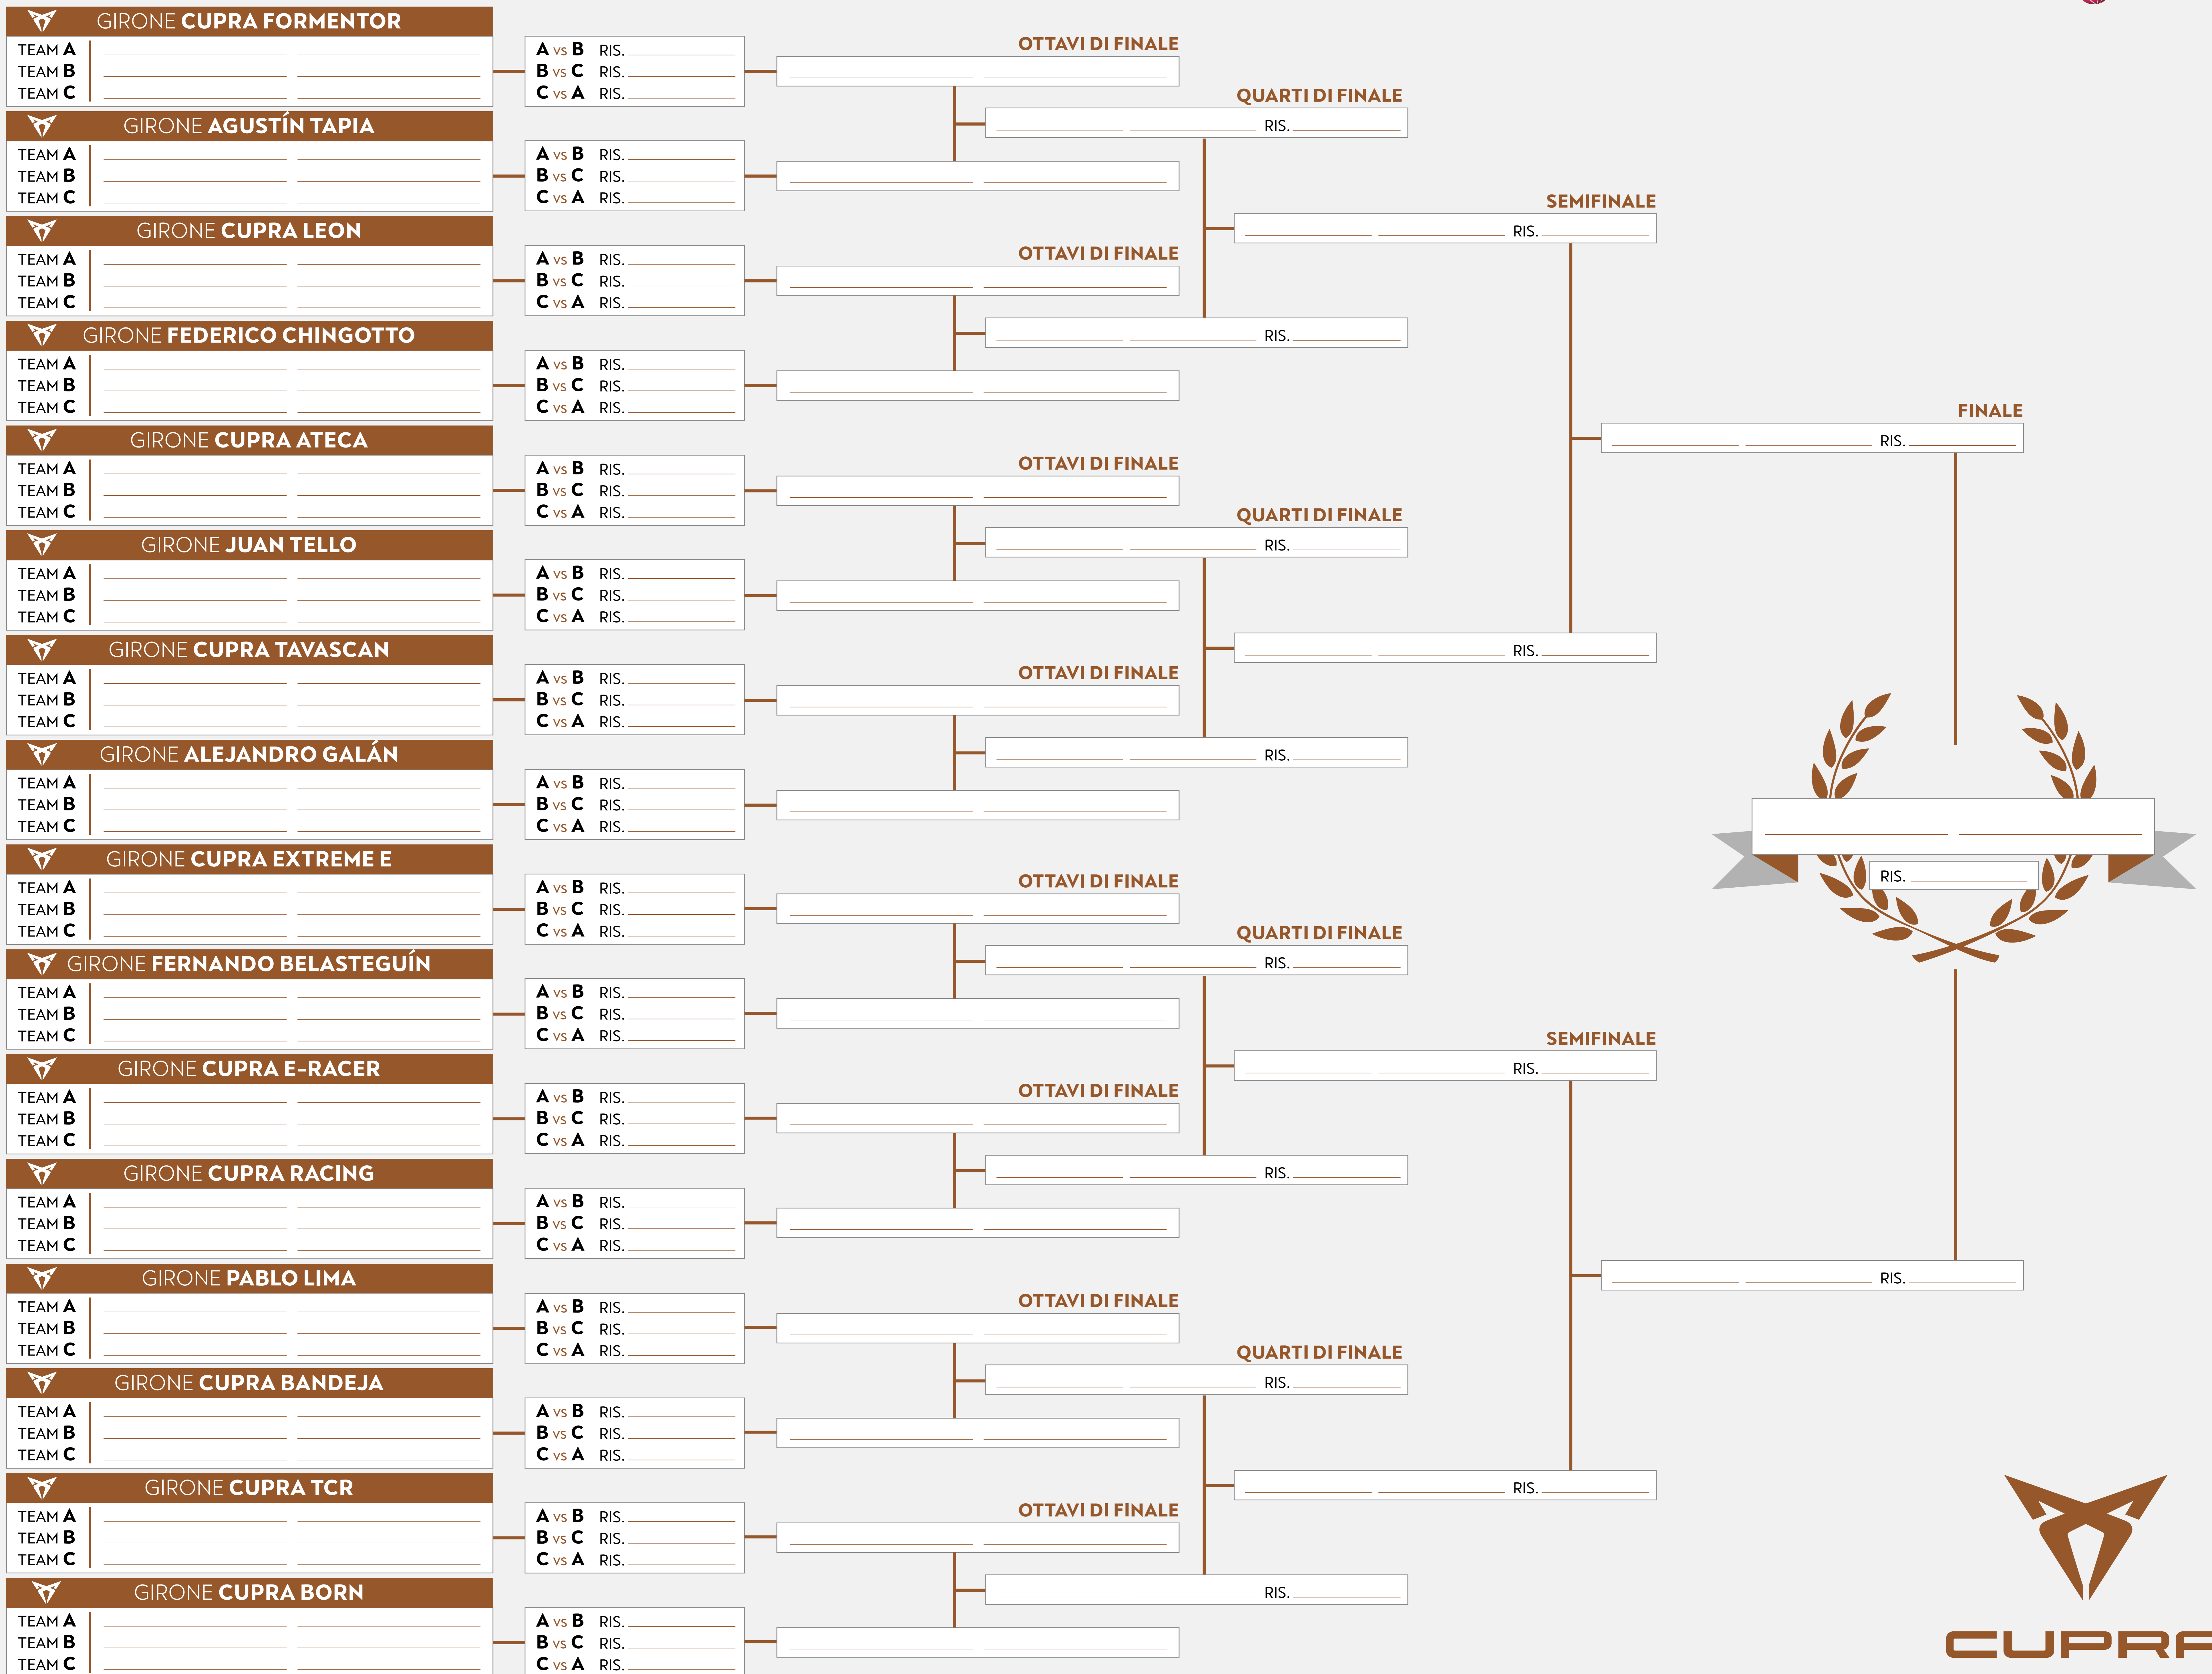 GIRONE CUPRA FORMENTOR
TEAM A
TEAM B
TEAM C
A vs B RIS.
B vs C RIS.
C vs A RIS.
GIRONE AGUSTÍN TAPIA
TEAM A
TEAM B
TEAM C
A vs B RIS.
B vs C RIS.
C vs A RIS.
GIRONE CUPRA LEON
TEAM A
TEAM B
TEAM C
A vs B RIS.
B vs C RIS.
C vs A RIS.
GIRONE FEDERICO CHINGOTTO
TEAM A
TEAM B
TEAM C
A vs B RIS.
B vs C RIS.
C vs A RIS.
GIRONE CUPRA ATECA
TEAM A
TEAM B
TEAM C
A vs B RIS.
B vs C RIS.
C vs A RIS.
GIRONE JUAN TELLO
TEAM A
TEAM B
TEAM C
A vs B RIS.
B vs C RIS.
C vs A RIS.
GIRONE CUPRA TAVASCAN
TEAM A
TEAM B
TEAM C
A vs B RIS.
B vs C RIS.
C vs A RIS.
GIRONE ALEJANDRO GALÁN
TEAM A
TEAM B
TEAM C
A vs B RIS.
B vs C RIS.
C vs A RIS.
GIRONE CUPRA EXTREME E
TEAM A
TEAM B
TEAM C
A vs B RIS.
B vs C RIS.
C vs A RIS.
GIRONE FERNANDO BELASTEGUÍN
TEAM A
TEAM B
TEAM C
A vs B RIS.
B vs C RIS.
C vs A RIS.
GIRONE CUPRA E-RACER
TEAM A
TEAM B
TEAM C
A vs B RIS.
B vs C RIS.
C vs A RIS.
GIRONE CUPRA RACING
TEAM A
TEAM B
TEAM C
A vs B RIS.
B vs C RIS.
C vs A RIS.
GIRONE PABLO LIMA
TEAM A
TEAM B
TEAM C
A vs B RIS.
B vs C RIS.
C vs A RIS.
GIRONE CUPRA BANDEJA
TEAM A
TEAM B
TEAM C
A vs B RIS.
B vs C RIS.
C vs A RIS.
GIRONE CUPRA TCR
TEAM A
TEAM B
TEAM C
A vs B RIS.
B vs C RIS.
C vs A RIS.
GIRONE CUPRA BORN
TEAM A
TEAM B
TEAM C
A vs B RIS.
B vs C RIS.
C vs A RIS.
OTTAVI DI FINALE
OTTAVI DI FINALE
OTTAVI DI FINALE
OTTAVI DI FINALE
OTTAVI DI FINALE
OTTAVI DI FINALE
OTTAVI DI FINALE
OTTAVI DI FINALE
QUARTI DI FINALE
RIS.
RIS.
QUARTI DI FINALE
RIS.
RIS.
QUARTI DI FINALE
RIS.
RIS.
QUARTI DI FINALE
RIS.
RIS.
SEMIFINALE
RIS.
RIS.
SEMIFINALE
RIS.
RIS.
FINALE
RIS.
RIS.
RIS.
CUPRA